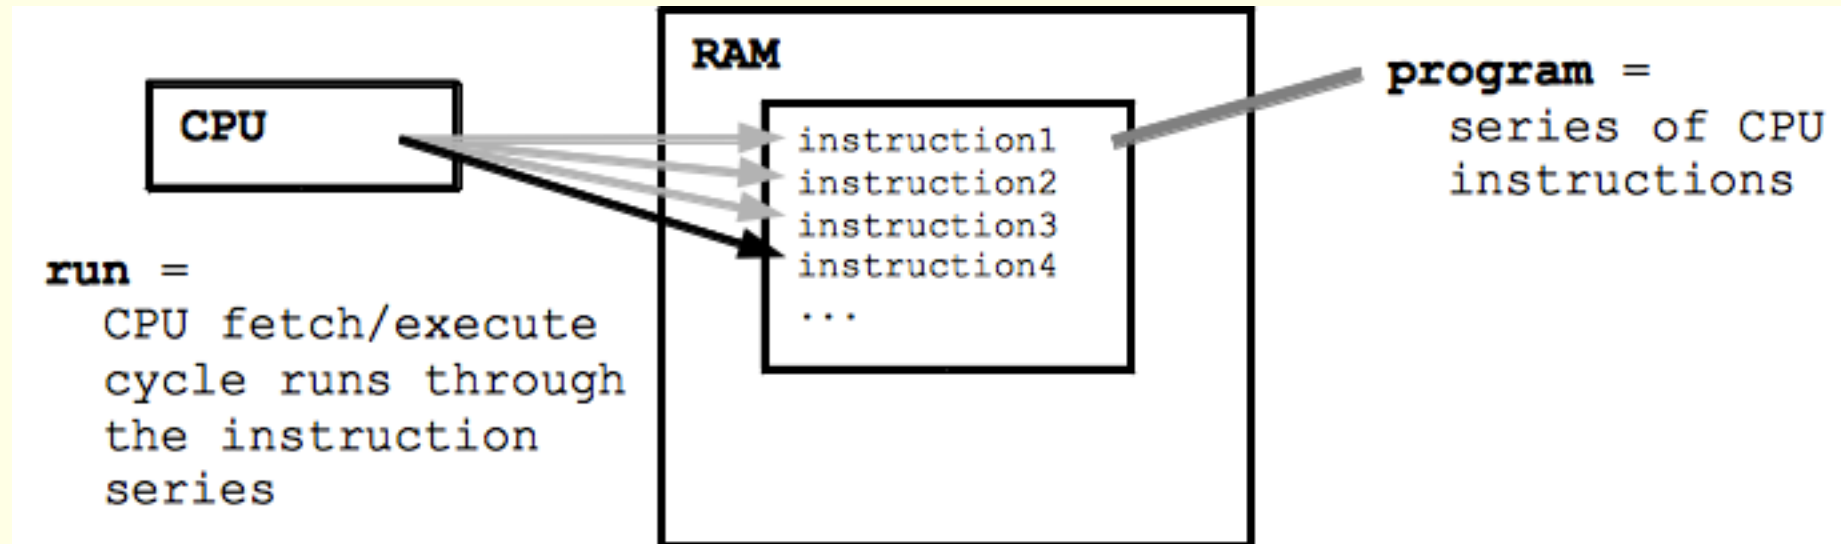 CPU
run =
CPU fetch/execute
cycle runs through
the instruction
series
RAM
instruction1
instruction2
instruction3
instruction4
...
program =
series of CPU
instructions